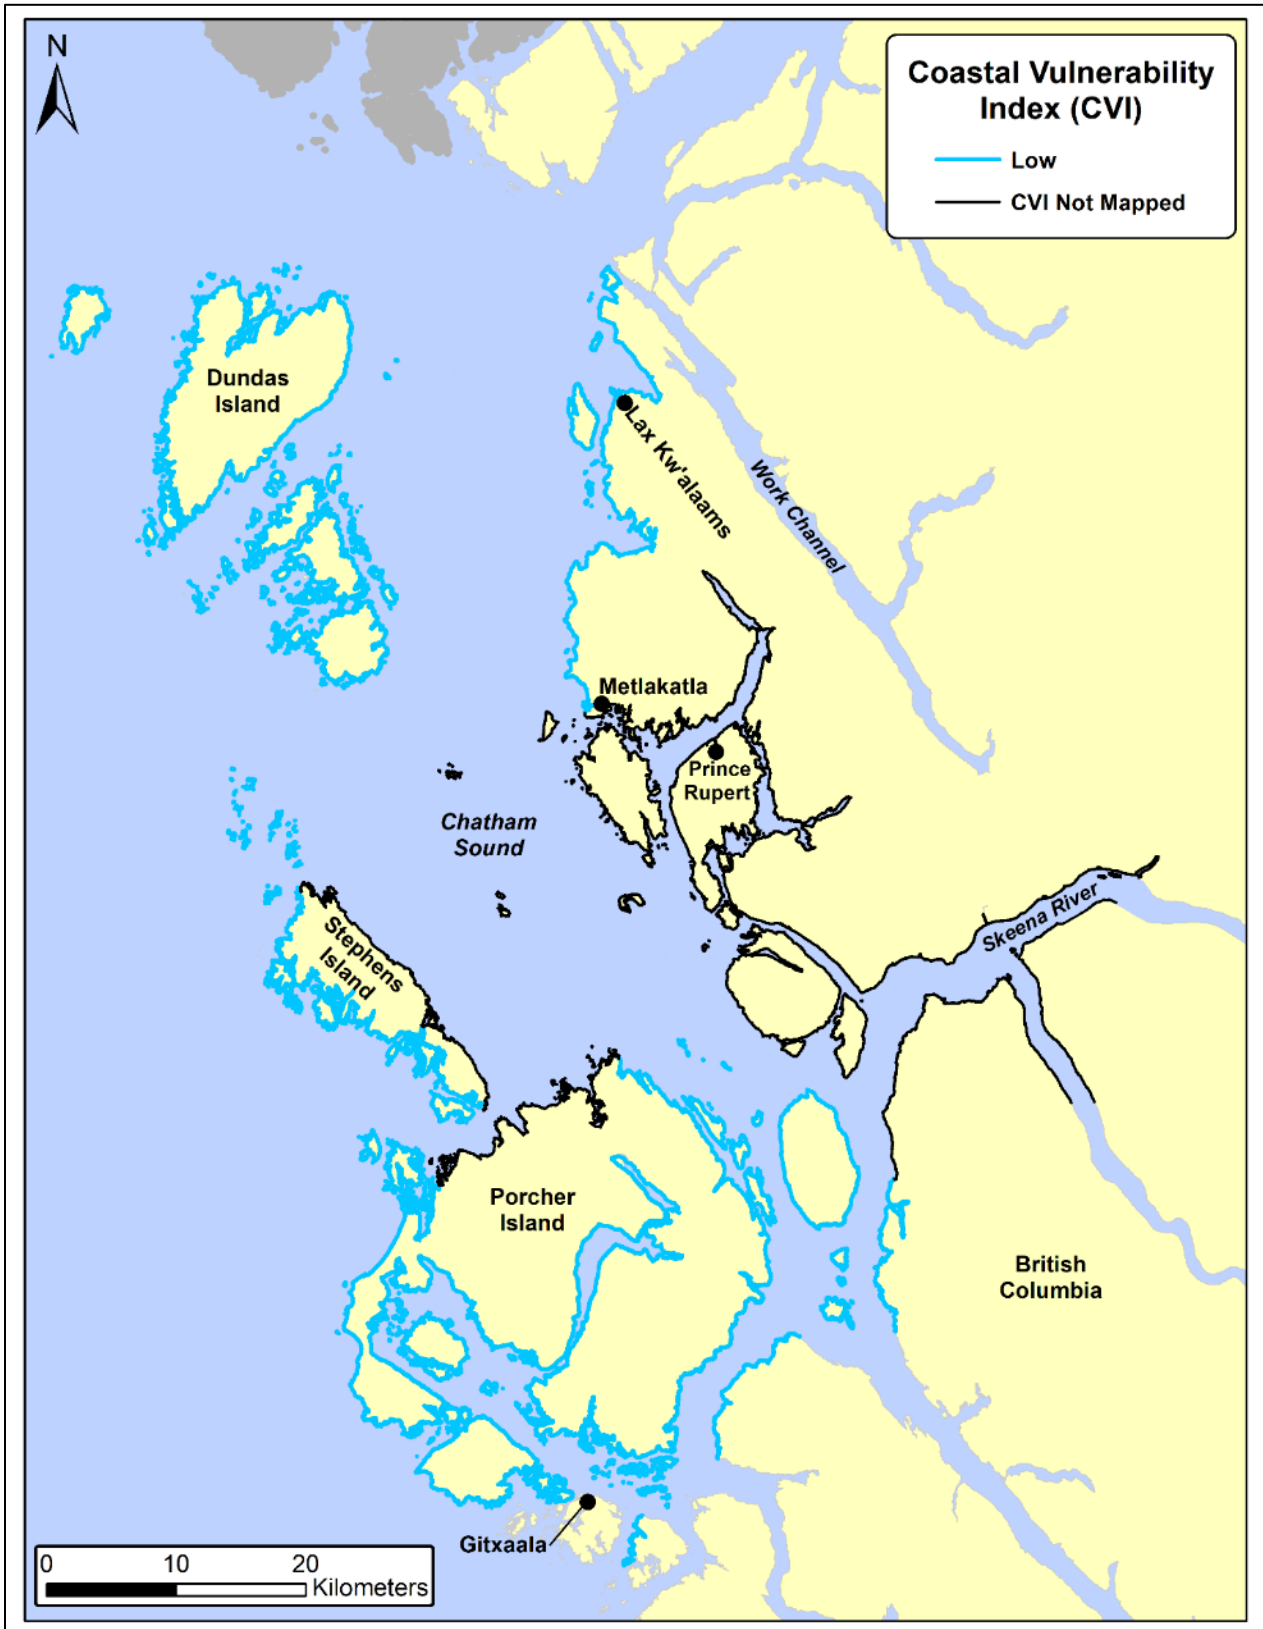 N
Coastal Vulnerability
Index (CVI)
Low
CVI Not Mapped
Dundas
Island
Lax Kw'alaams
Work Channel
Metlakatla
Prince
Rupert
Chatham
Sound
Skeena River
Stephens
Island
Porcher
Island
British
Columbia
Gitxaala
0 10 20
Kilometers